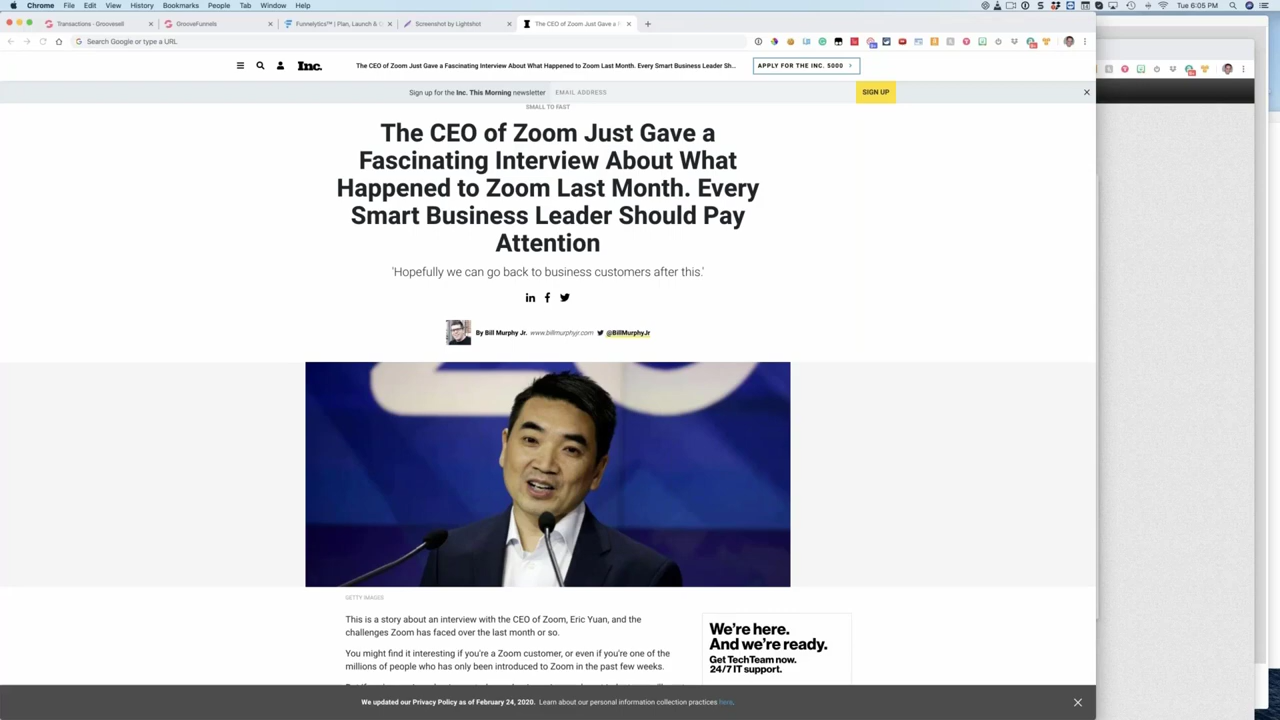 Chrome File Edit View History Bookmarks People Tab Window Help
Tue 6:05 PM
Transactions - Groovesell
GrooveFunnels
Funnelytics™ | Plan, Launch & S
Screenshot by Lightshot
The CEO of Zoom Just Gave a F
Search Google or type a URL
Inc.
The CEO of Zoom Just Gave a Fascinating Interview About What Happened to Zoom Last Month. Every Smart Business Leader Sh...
APPLY FOR THE INC. 5000
Sign up for the Inc. This Morning newsletter
EMAIL ADDRESS
SIGN UP
SMALL TO FAST
The CEO of Zoom Just Gave a
Fascinating Interview About What
Happened to Zoom Last Month. Every
Smart Business Leader Should Pay
Attention
'Hopefully we can go back to business customers after this.'
By Bill Murphy Jr. www.billmurphyjr.com @BillMurphyJr
GETTY IMAGES
This is a story about an interview with the CEO of Zoom, Eric Yuan, and the
challenges Zoom has faced over the last month or so.
You might find it interesting if you're a Zoom customer, or even if you're one of the
millions of people who has only been introduced to Zoom in the past few weeks.
We're here.
And we're ready.
Get TechTeam now.
24/7 IT support.
We updated our Privacy Policy as of February 24, 2020. Learn about our personal information collection practices here.